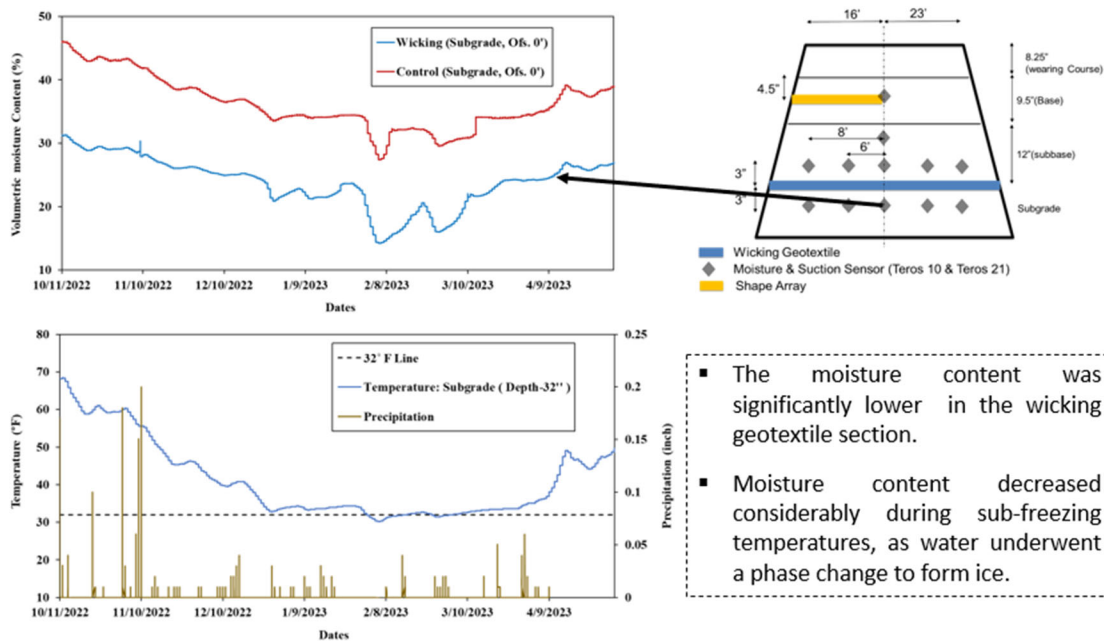 50
40
30
20
10
Volumetric moisture Content (%)
Wicking (Subgrade, Ofs. 0')
Control (Subgrade, Ofs. 0')
10/11/2022 11/10/2022 12/10/2022 1/9/2023 2/8/2023 3/10/2023 4/9/2023
Dates
16' 23'
8.25"
(wearing Course)
4.5"
9.5"(Base)
8'
6'
12"(subbase)
3"
3"
Subgrade
Wicking Geotextile
Moisture & Suction Sensor (Teros 10 & Teros 21)
Shape Array
80
70
60
50
40
30
20
10
Temperature (°F)
32° F Line
Temperature: Subgrade ( Depth-32'' )
Precipitation
0.25
0.2
0.15
0.1
0.05
0
Precipitation (inch)
10/11/2022 11/10/2022 12/10/2022 1/9/2023 2/8/2023 3/10/2023 4/9/2023
Dates
▪ The moisture content was
significantly lower in the wicking
geotextile section.
▪ Moisture content decreased
considerably during sub-freezing
temperatures, as water underwent
a phase change to form ice.